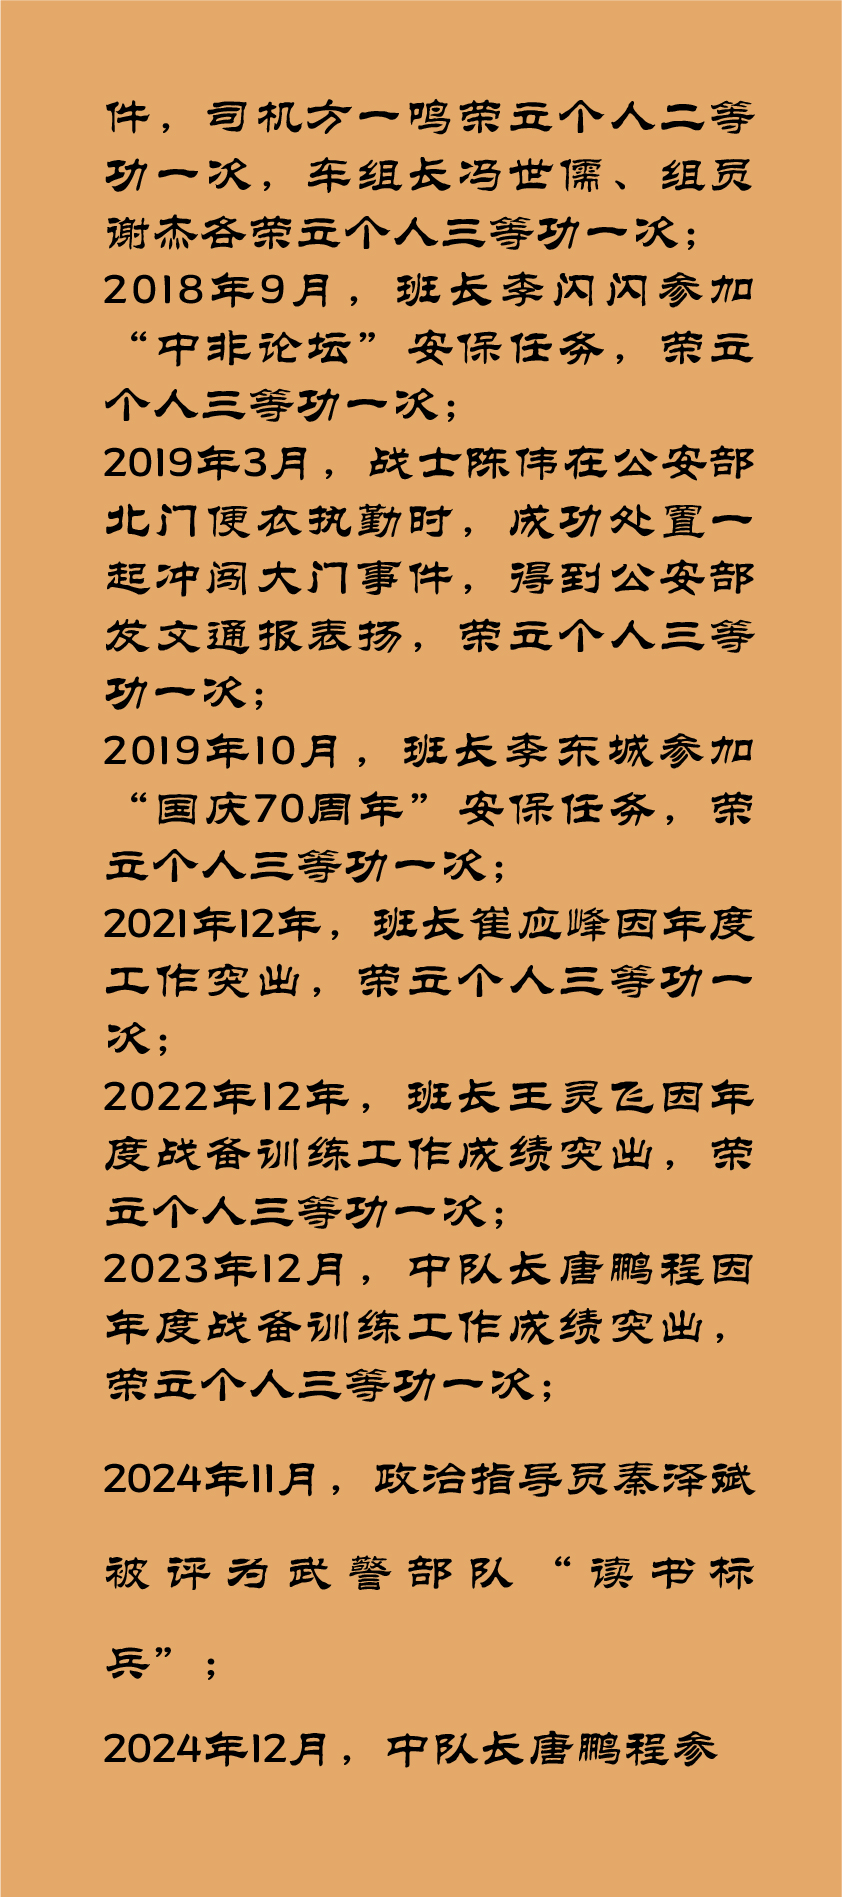 件，司机方一鸣荣立个人二等
功一次，车组长冯世儒、组员
谢杰各荣立个人三等功一次；
2018年9月，班长李闪闪参加
“中非论坛”安保任务，荣立
个人三等功一次；
2019年3月，战士陈伟在公安部
北门便衣执勤时，成功处置一
起冲闯大门事件，得到公安部
发文通报表扬，荣立个人三等
功一次；
2019年10月，班长李东城参加
“国庆70周年”安保任务，荣
立个人三等功一次；
2021年12年，班长崔应峰因年度
工作突出，荣立个人三等功一
次；
2022年12年，班长王灵飞因年
度战备训练工作成绩突出，荣
立个人三等功一次；
2023年12月，中队长唐鹏程因
年度战备训练工作成绩突出，
荣立个人三等功一次；
2024年11月，政治指导员秦泽斌
被评为武警部队“读书标
兵”；
2024年12月，中队长唐鹏程参